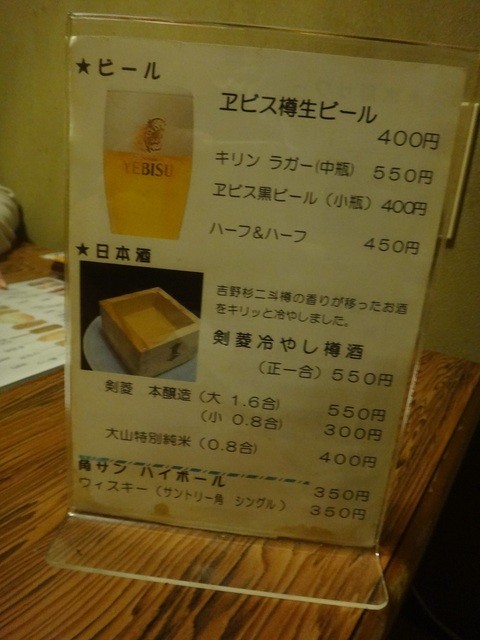 ★ビール
YEBISU
ヱビス樽生ビール
400円
キリン ラガー(中瓶) 550円
ヱビス黒ビール（小瓶）400円
ハーフ&ハーフ 450円
★日本酒
吉野杉二斗樽の香りが移ったお酒
をキリッと冷やしました。
剣菱冷やし樽酒
（正一合）550円
剣菱 本醸造（大 1.6合） 550円
（小 0.8合） 300円
大山特別純米（0.8合） 400円
角サン ハイボール 350円
ウィスキー（サントリー角 シングル） 350円